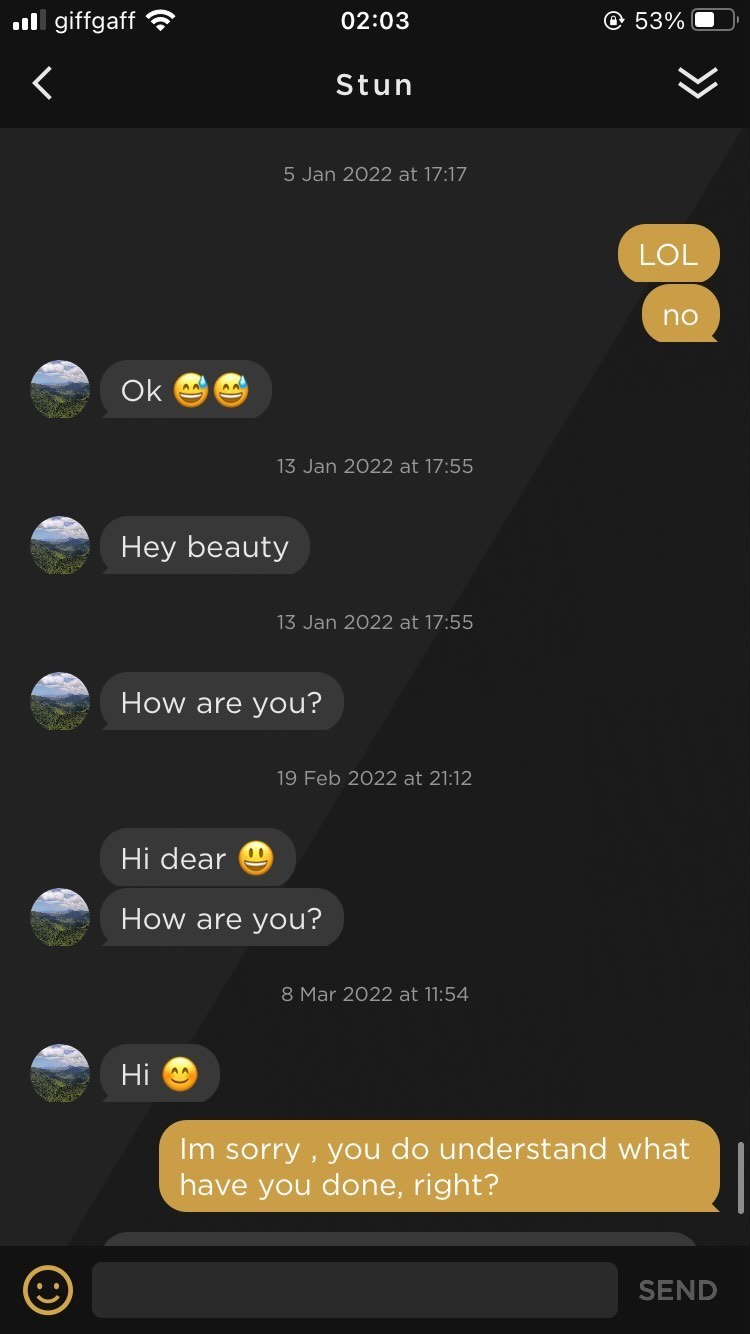 giffgaff 02:03 53%
Stun
5 Jan 2022 at 17:17
LOL
no
Ok 😅😅
13 Jan 2022 at 17:55
Hey beauty
13 Jan 2022 at 17:55
How are you?
19 Feb 2022 at 21:12
Hi dear 😃
How are you?
8 Mar 2022 at 11:54
Hi 😊
Im sorry , you do understand what
have you done, right?
SEND